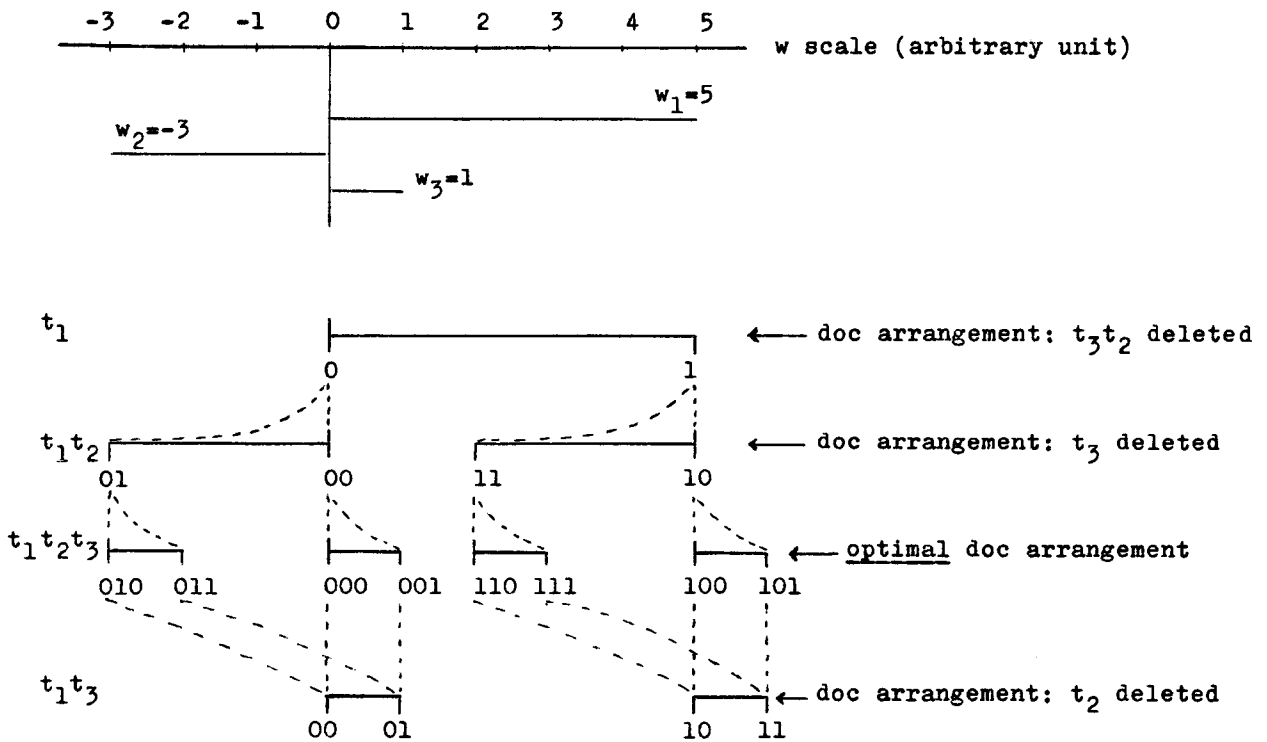 -3 -2 -1 0 1 2 3 4 5
w scale (arbitrary unit)
w₁=5
w₂=-3
w₃=1
t₁
← doc arrangement: t₃t₂ deleted
0 1
t₁t₂
← doc arrangement: t₃ deleted
01 00 11 10
t₁t₂t₃
← optimal doc arrangement
010 011 000 001 110 111 100 101
t₁t₃
← doc arrangement: t₂ deleted
00 01 10 11